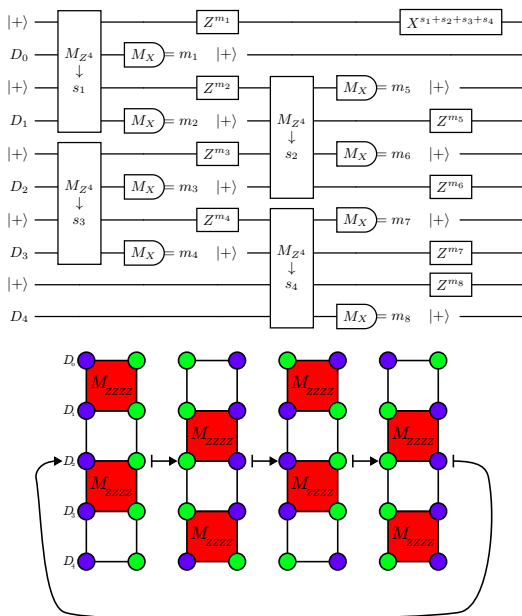 |+⟩ Z^{m_1} X^{s_1+s_2+s_3+s_4}
D_0 M_{Z^4} ↓ s_1 M_X = m_1 |+⟩
|+⟩ Z^{m_2} M_X = m_5 |+⟩
D_1 M_X = m_2 |+⟩ M_{Z^4} ↓ s_2 Z^{m_5}
|+⟩ Z^{m_3} M_X = m_6 |+⟩
D_2 M_{Z^4} ↓ s_3 M_X = m_3 |+⟩ Z^{m_6}
|+⟩ Z^{m_4} M_X = m_7 |+⟩
D_3 M_X = m_4 |+⟩ M_{Z^4} ↓ s_4 Z^{m_7}
|+⟩ Z^{m_8}
D_4 M_X = m_8 |+⟩
D_0
M_{ZZZZ} M_{ZZZZ}
D_1
M_{ZZZZ} M_{ZZZZ}
D_2
M_{ZZZZ} M_{ZZZZ}
D_3
M_{ZZZZ} M_{ZZZZ}
D_4